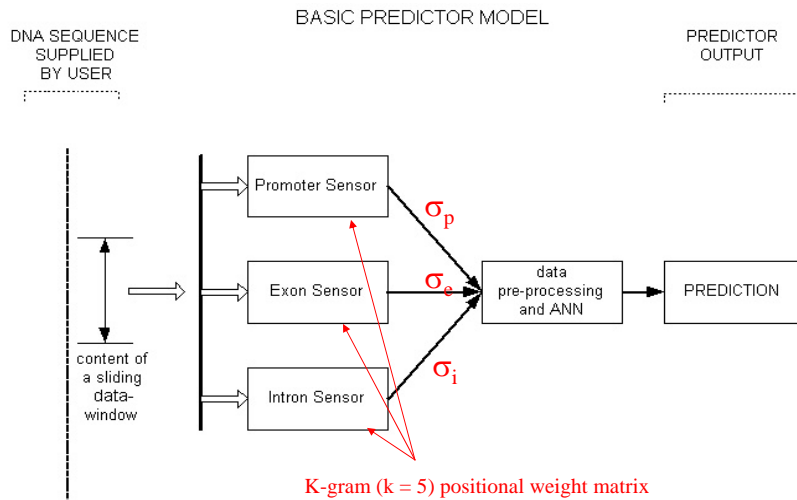 BASIC PREDICTOR MODEL
DNA SEQUENCE
SUPPLIED
BY USER
PREDICTOR
OUTPUT
Promoter Sensor
σp
Exon Sensor
σe
data
pre-processing
and ANN
PREDICTION
content of
a sliding
data-
window
Intron Sensor
σi
K-gram (k = 5) positional weight matrix